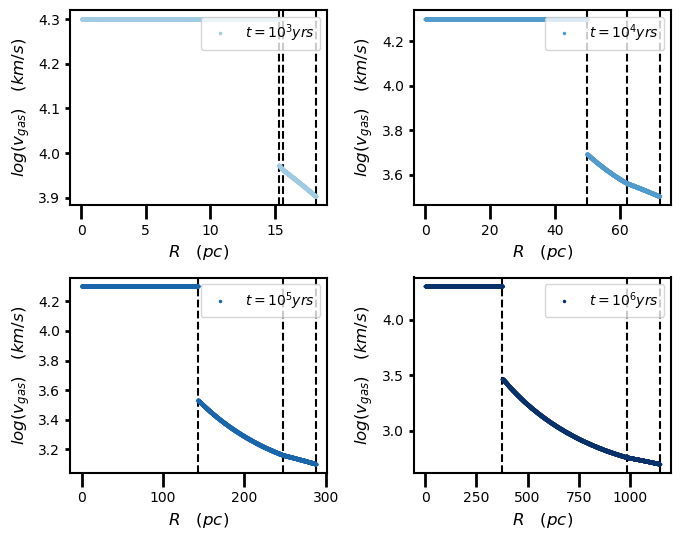 4.3
4.2
4.1
4.0
3.9
log(v_gas) (km/s)
t = 10^3 yrs
0 5 10 15
R (pc)
4.2
4.0
3.8
3.6
log(v_gas) (km/s)
t = 10^4 yrs
0 20 40 60
R (pc)
4.2
4.0
3.8
3.6
3.4
3.2
log(v_gas) (km/s)
t = 10^5 yrs
0 100 200 300
R (pc)
4.0
3.5
3.0
log(v_gas) (km/s)
t = 10^6 yrs
0 250 500 750 1000
R (pc)